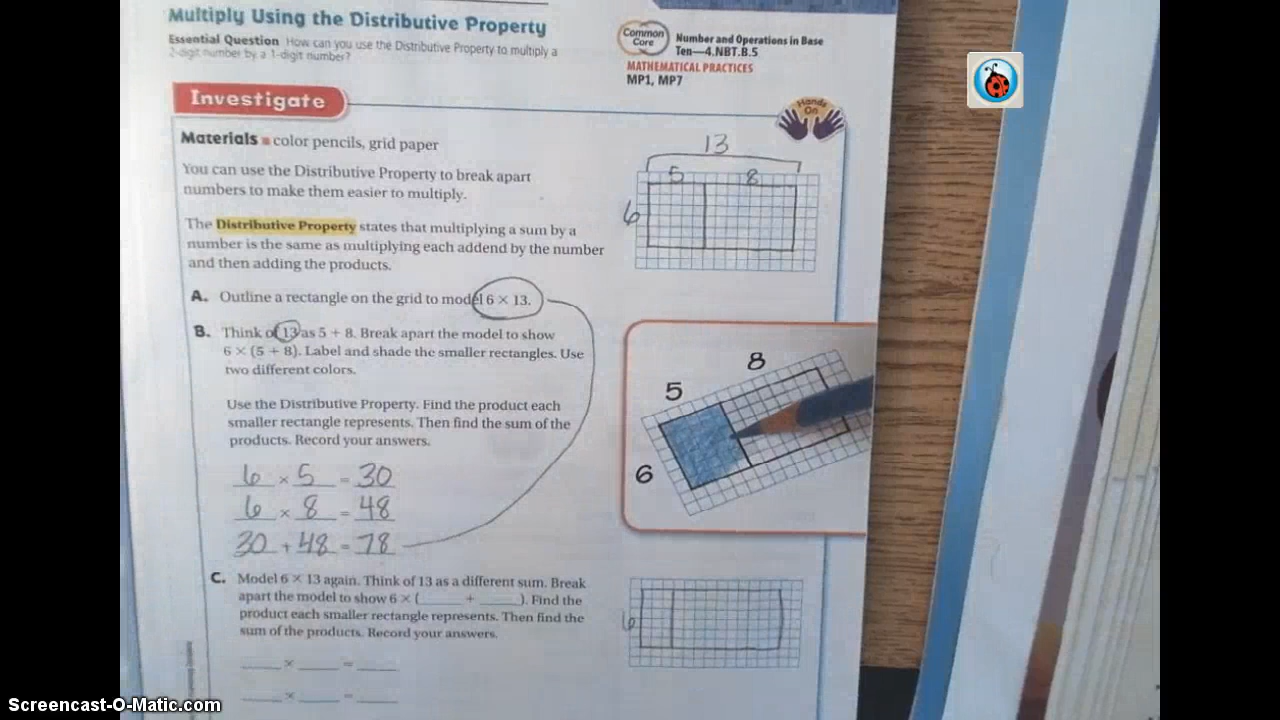 Multiply Using the Distributive Property
Essential Question How can you use the Distributive Property to multiply a
2-digit number by a 1-digit number?
Common
Core
Number and Operations in Base
Ten—4.NBT.B.5
MATHEMATICAL PRACTICES
MP1, MP7
Investigate
Hands
On
Materials ■ color pencils, grid paper
You can use the Distributive Property to break apart
numbers to make them easier to multiply.
The Distributive Property states that multiplying a sum by a
number is the same as multiplying each addend by the number
and then adding the products.
13
5 8
6
A. Outline a rectangle on the grid to model 6 × 13.
B. Think of 13 as 5 + 8. Break apart the model to show
6 × (5 + 8). Label and shade the smaller rectangles. Use
two different colors.
Use the Distributive Property. Find the product each
smaller rectangle represents. Then find the sum of the
products. Record your answers.
6 × 5 = 30
6 × 8 = 48
30 + 48 = 78
8
5
6
C. Model 6 × 13 again. Think of 13 as a different sum. Break
apart the model to show 6 × (____ + ____). Find the
product each smaller rectangle represents. Then find the
sum of the products. Record your answers.
6
____ × ____ = ____
____ × ____ = ____
Screencast-O-Matic.com